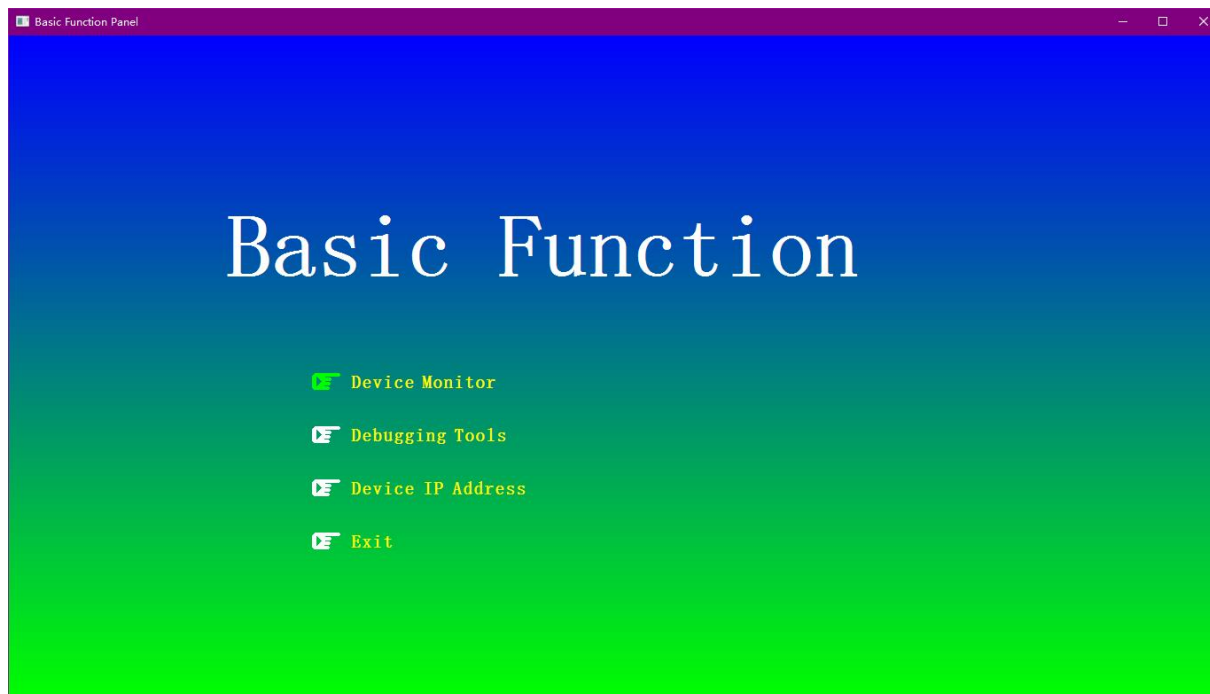 Basic Function Panel
Basic Function
Device Monitor
Debugging Tools
Device IP Address
Exit